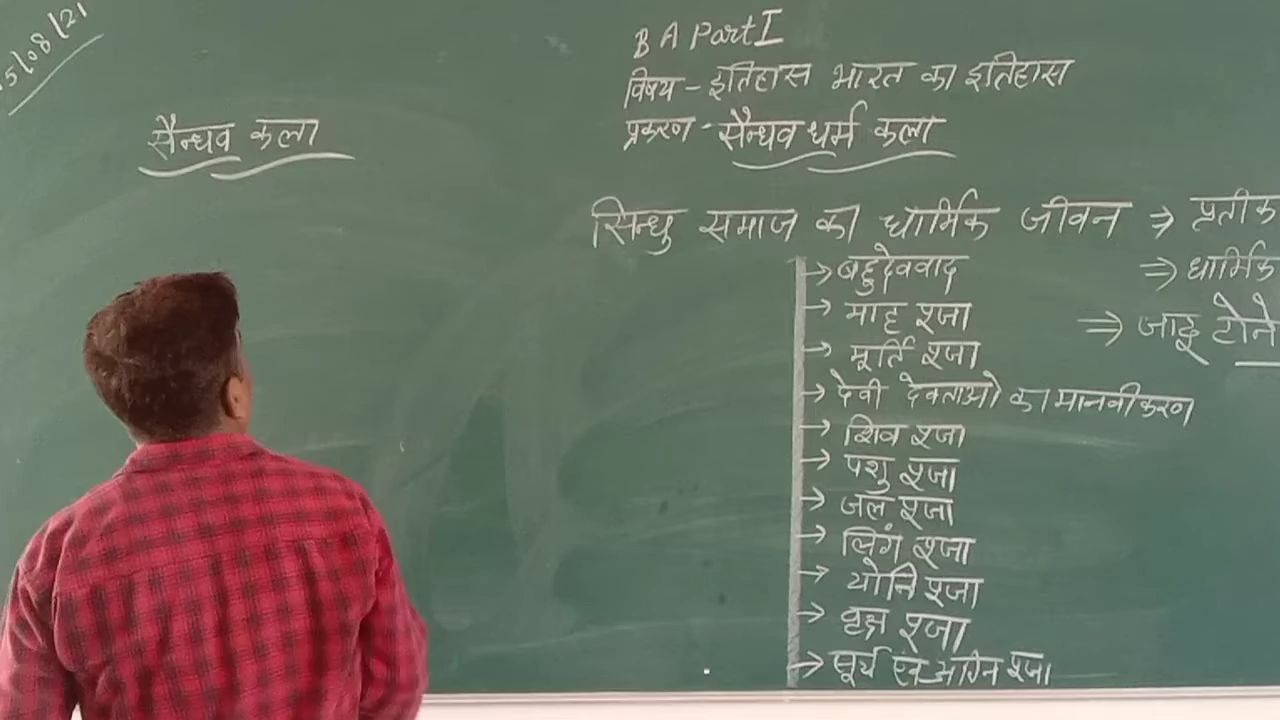 5/08/21
B A Part I
विषय - इतिहास भारत का इतिहास
प्रकरण - सैन्धव धर्म कला
सैन्धव कला
सिन्धु समाज का धार्मिक जीवन ⇒ प्रतीक
→ बहुदेववाद ⇒ धार्मिक
→ मातृ पूजा ⇒ जादू टोने
→ मूर्ति पूजा
→ देवी देवताओ का मानवीकरण
→ शिव पूजा
→ पशु पूजा
→ जल पूजा
→ लिंग पूजा
→ योनि पूजा
→ वृक्ष पूजा
→ सूर्य एंव अग्नि पूजा